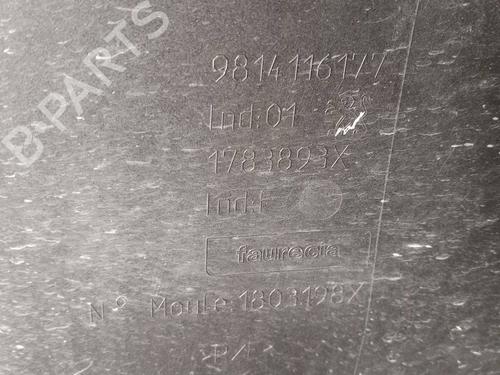 B-PARTS
9814116177
Ind:01
1783893X
Ind:F
faurecia
N° Moule:1803198X